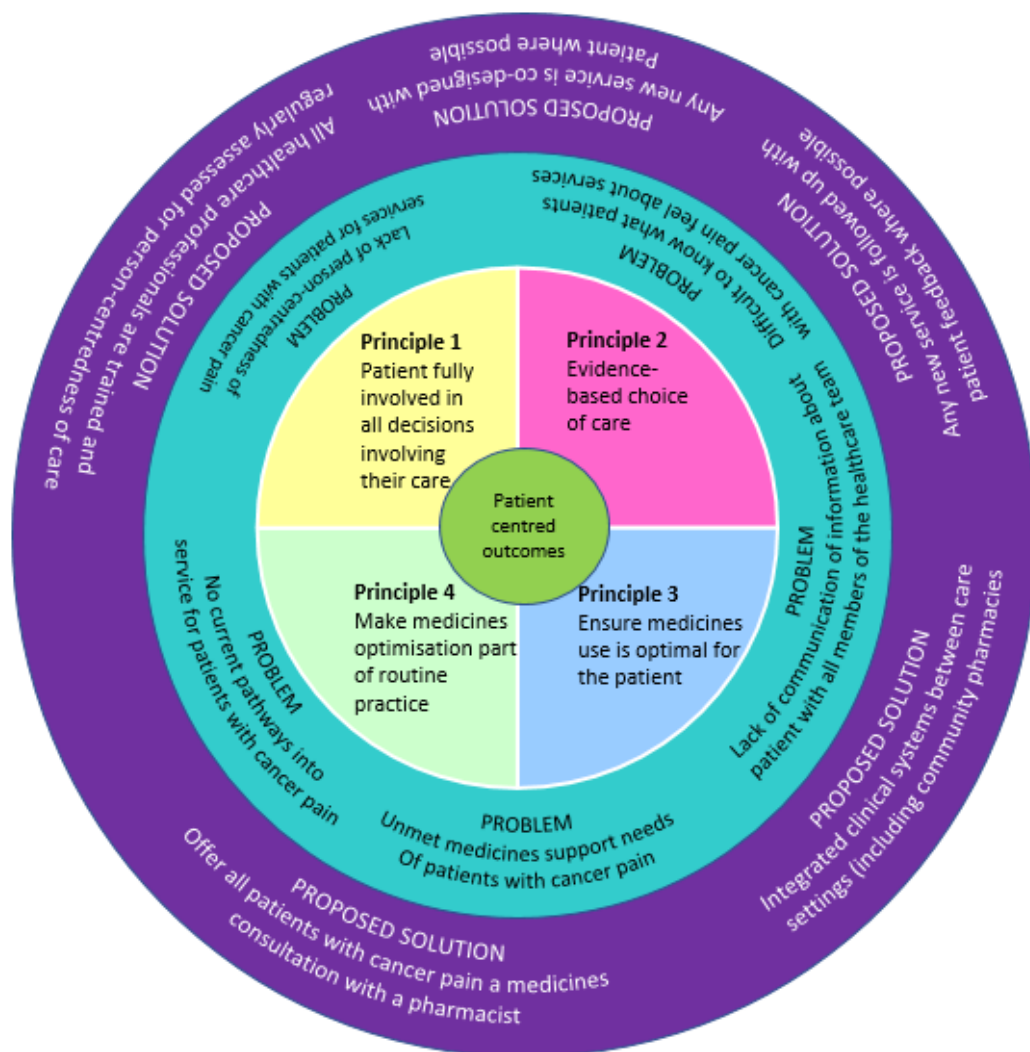 Patient
centred
outcomes
Principle 1
Patient fully
involved in
all decisions
involving
their care
Principle 2
Evidence-
based choice
of care
Principle 3
Ensure medicines
use is optimal for
the patient
Principle 4
Make medicines
optimisation part
of routine
practice
PROBLEM
Lack of person-centredness of
services for patients with cancer pain
PROBLEM
Difficult to know what patients
with cancer pain feel about services
PROBLEM
Lack of communication of information about
patient with all members of the healthcare team
PROBLEM
Unmet medicines support needs
Of patients with cancer pain
PROBLEM
No current pathways into
service for patients with cancer pain
PROPOSED SOLUTION
All healthcare professionals are trained and
regularly assessed for person-centredness of care
PROPOSED SOLUTION
Any new service is co-designed with
Patient where possible
PROPOSED SOLUTION
Any new service is followed up with
patient feedback where possible
PROPOSED SOLUTION
Integrated clinical systems between care
settings (including community pharmacies
PROPOSED SOLUTION
Offer all patients with cancer pain a medicines
consultation with a pharmacist